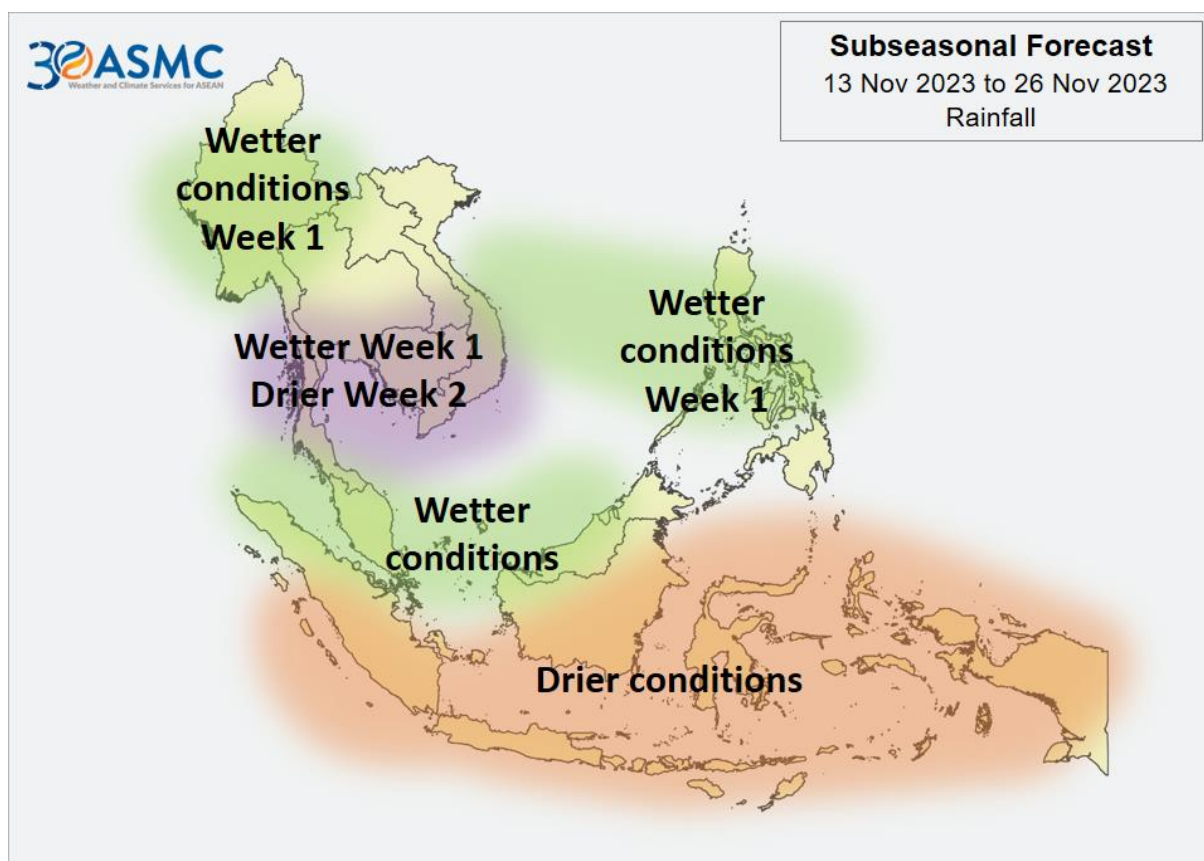 30 ASMC
Weather and Climate Services for ASEAN
Subseasonal Forecast
13 Nov 2023 to 26 Nov 2023
Rainfall
Wetter
conditions
Week 1
Wetter
conditions
Week 1
Wetter Week 1
Drier Week 2
Wetter
conditions
Drier conditions